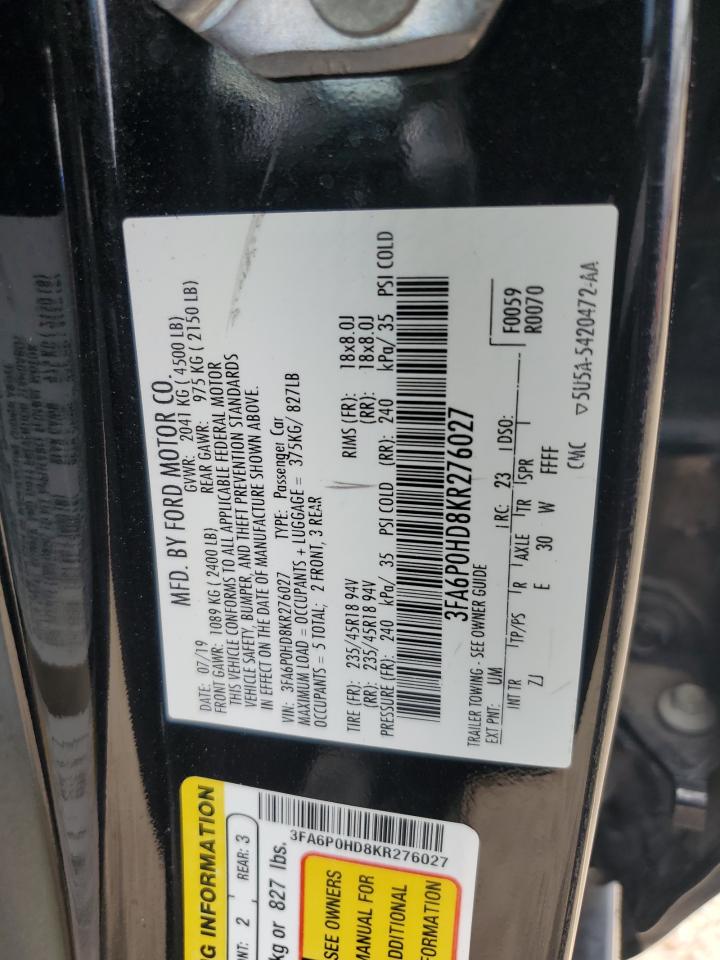 MFD. BY FORD MOTOR CO.
DATE: 07/19 GVWR: 2041 KG ( 4500 LB)
FRONT GAWR: 1089 KG ( 2400 LB) REAR GAWR: 975 KG ( 2150 LB)
THIS VEHICLE CONFORMS TO ALL APPLICABLE FEDERAL MOTOR
VEHICLE SAFETY, BUMPER, AND THEFT PREVENTION STANDARDS
IN EFFECT ON THE DATE OF MANUFACTURE SHOWN ABOVE.
VIN: 3FA6P0HD8KR276027 TYPE: Passenger Car
MAXIMUM LOAD = OCCUPANTS + LUGGAGE = 375KG/ 827LB
OCCUPANTS = 5 TOTAL; 2 FRONT, 3 REAR
TIRE (FR): 235/45R18 94V RIMS (FR): 18x8.0J
(RR): 235/45R18 94V (RR): 18x8.0J
PRESSURE (FR): 240 kPa/ 35 PSI COLD (RR): 240 kPa/ 35 PSI COLD
3FA6P0HD8KR276027
TRAILER TOWING - SEE OWNER GUIDE
EXT PNT: UM RC: 23 DSO: F0059
R0070
INT TR TP/PS R AXLE TR SPR
ZJ E 30 W FFFF
CMC ▽5U5A-5420472-AA
G INFORMATION
NT: 2 REAR: 3
kg or 827 lbs.
3FA6P0HD8KR276027
SEE OWNERS
MANUAL FOR
DDITIONAL
FORMATION